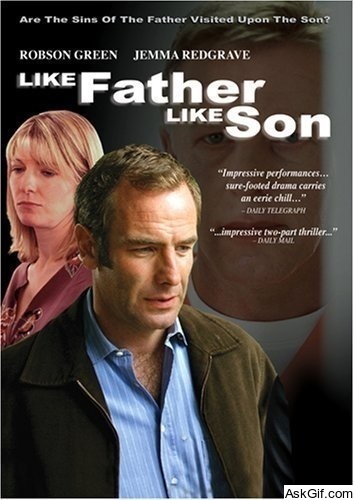 Are The Sins Of The Father Visited Upon The Son?
ROBSON GREEN JEMMA REDGRAVE
LIKE Father
LIKE Son
"Impressive performances…
sure-footed drama carries
an eerie chill…"
– DAILY TELEGRAPH
"...impressive two-part thriller..."
– DAILY MAIL
AskGif.com